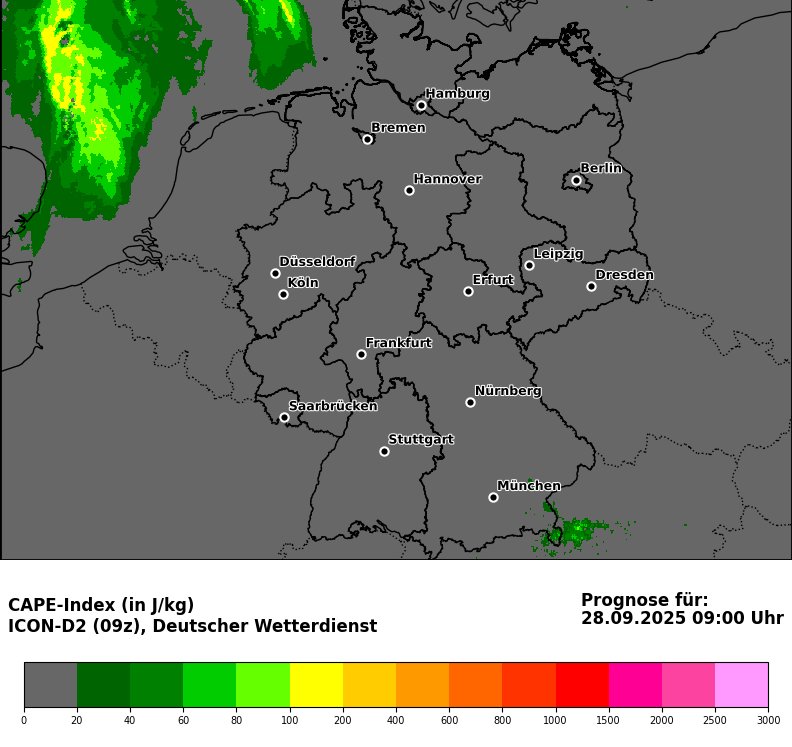 Hamburg
Bremen
Hannover
Berlin
Düsseldorf
Köln
Leipzig
Dresden
Erfurt
Frankfurt
Saarbrücken
Nürnberg
Stuttgart
München
CAPE-Index (in J/kg)
ICON-D2 (09z), Deutscher Wetterdienst
Prognose für:
28.09.2025 09:00 Uhr
0 20 40 60 80 100 200 400 600 800 1000 1500 2000 2500 3000